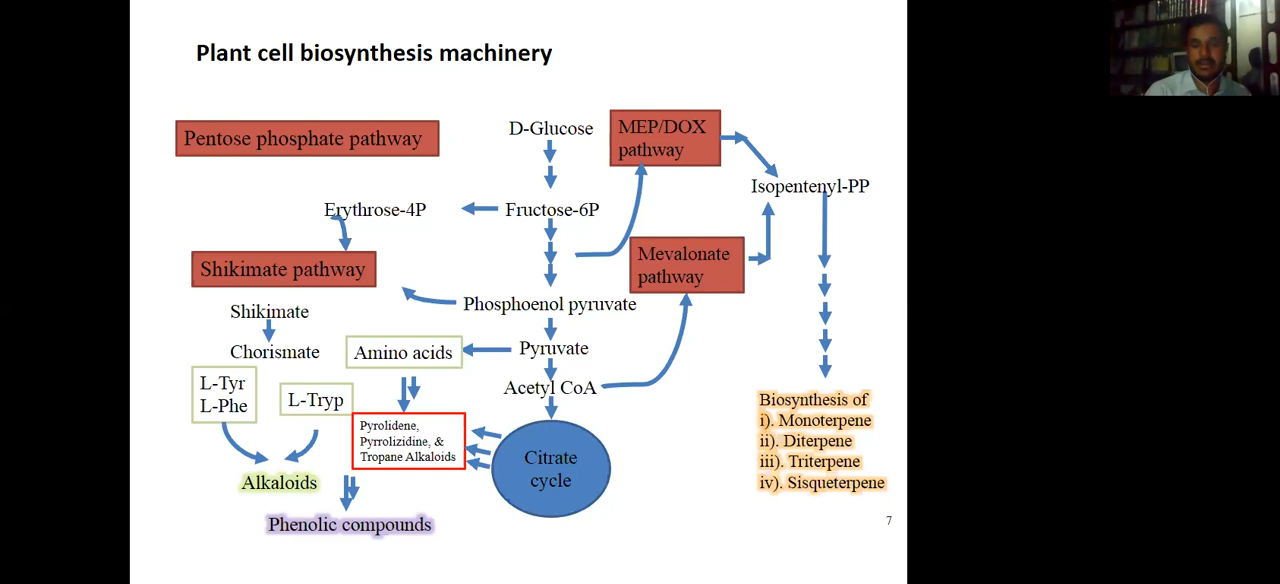 Plant cell biosynthesis machinery
Pentose phosphate pathway
D-Glucose
MEP/DOX
pathway
Isopentenyl-PP
Erythrose-4P
Fructose-6P
Shikimate pathway
Mevalonate
pathway
Phosphoenol pyruvate
Shikimate
Chorismate
Amino acids
Pyruvate
L-Tyr
L-Phe
L-Tryp
Acetyl CoA
Pyrolidene,
Pyrrolizidine, &
Tropane Alkaloids
Citrate
cycle
Alkaloids
Phenolic compounds
Biosynthesis of
i). Monoterpene
ii). Diterpene
iii). Triterpene
iv). Sisqueterpene
7